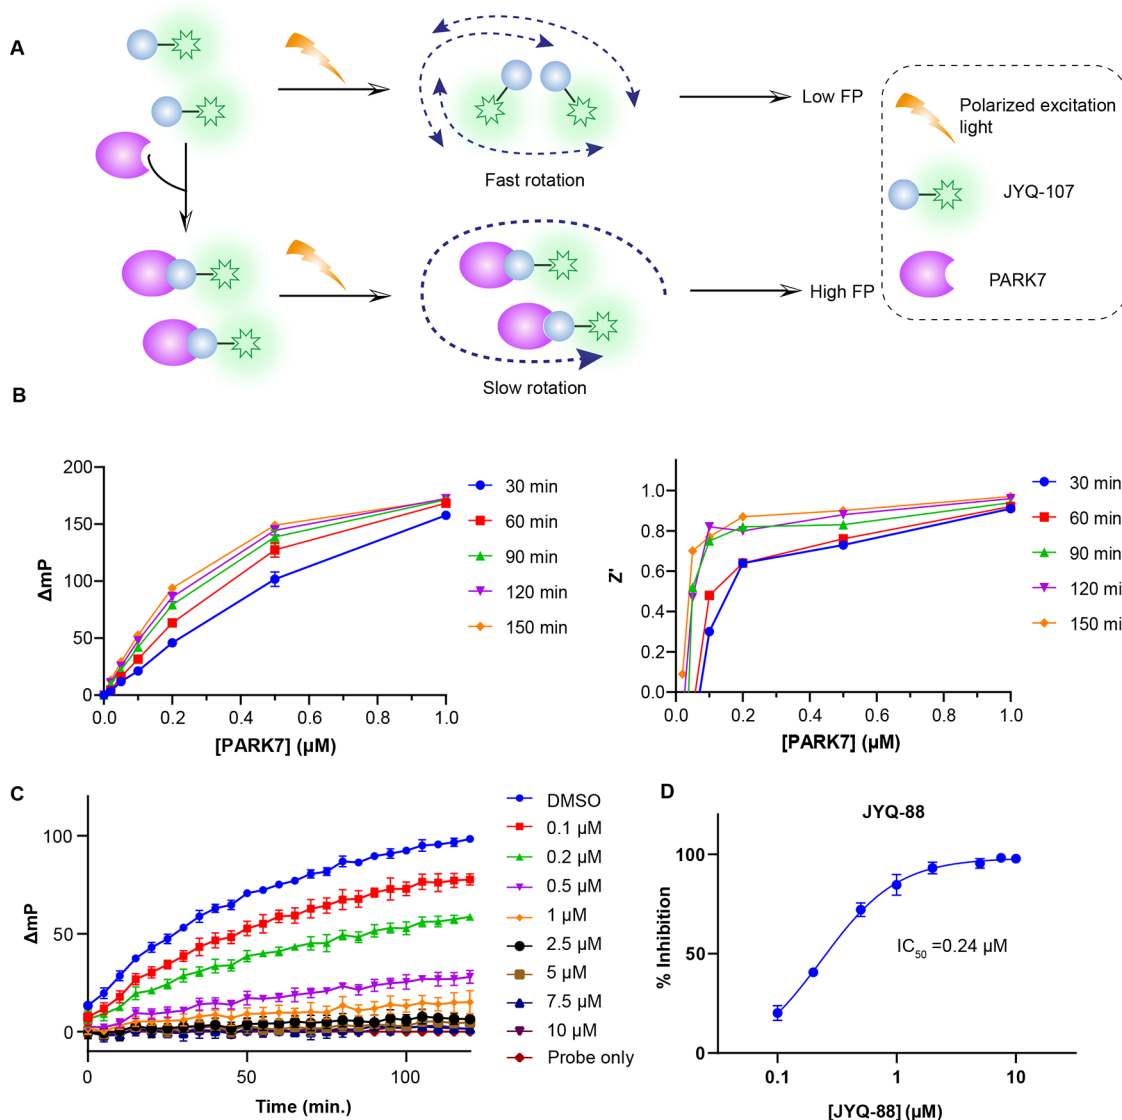 A
Polarized excitation
light
Low FP
Fast rotation
JYQ-107
PARK7
High FP
Slow rotation
B
200
150
100
50
0
ΔmP
0.0
0.2
0.4
0.6
0.8
1.0
[PARK7] (µM)
30 min
60 min
90 min
120 min
150 min
1.0
0.8
0.6
0.4
0.2
0.0
Z'
0.0
0.2
0.4
0.6
0.8
1.0
[PARK7] (µM)
30 min
60 min
90 min
120 mi
150 mi
C
100
50
0
ΔmP
0
50
100
Time (min.)
DMSO
0.1 µM
0.2 µM
0.5 µM
1 µM
2.5 µM
5 µM
7.5 µM
10 µM
Probe only
D
JYQ-88
100
50
0
% Inhibition
IC50 =0.24 µM
0.1
1
10
[JYQ-88] (µM)